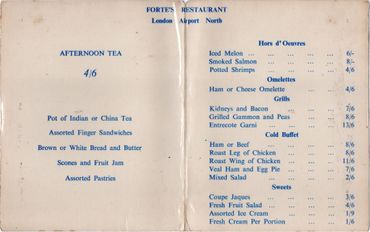 FORTE'S RESTAURANT
London Airport North
AFTERNOON TEA
4/6
Pot of Indian or China Tea
Assorted Finger Sandwiches
Brown or White Bread and Butter
Scones and Fruit Jam
Assorted Pastries
Hors d'Oeuvres
Iced Melon ... ... ... ... 6/-
Smoked Salmon ... ... ... 8/-
Potted Shrimps ... ... ... 4/6
Omelettes
Ham or Cheese Omelette ... ... 4/6
Grills
Kidneys and Bacon ... ... 7/6
Grilled Gammon and Peas ... ... 8/6
Entrecote Garni ... ... ... 13/6
Cold Buffet
Ham or Beef ... ... ... 8/6
Roast Leg of Chicken ... ... 8/6
Roast Wing of Chicken ... ... 11/6
Veal Ham and Egg Pie ... ... 7/6
Mixed Salad ... ... ... 2/6
Sweets
Coupe Jaques ... ... ... 3/6
Fresh Fruit Salad ... ... ... 4/6
Assorted Ice Cream ... ... 1/9
Fresh Cream Per Portion ... ... 1/6